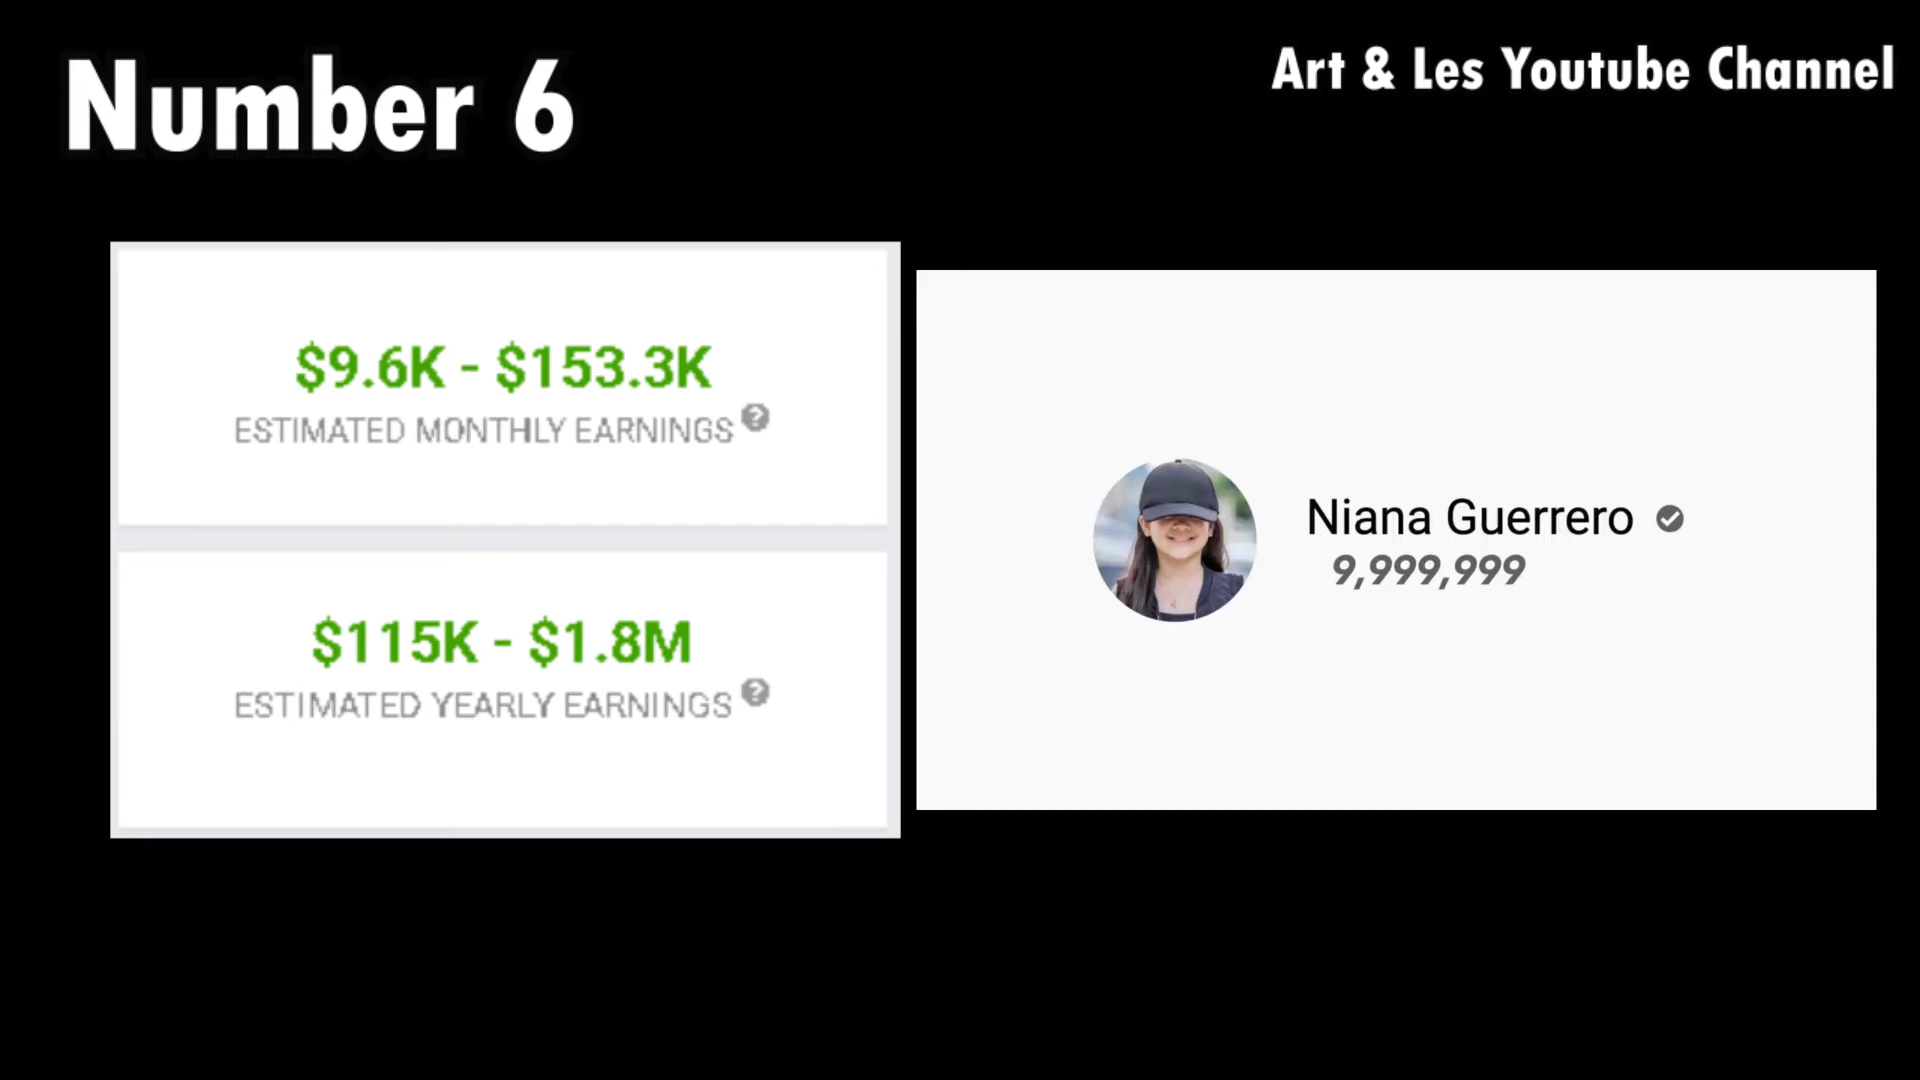 Number 6
Art & Les Youtube Channel
$9.6K - $153.3K
ESTIMATED MONTHLY EARNINGS ?
$115K - $1.8M
ESTIMATED YEARLY EARNINGS ?
Niana Guerrero
9,999,999